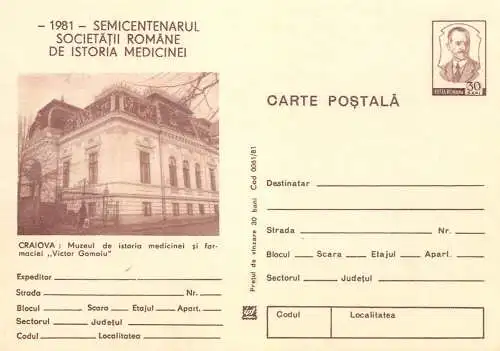 - 1981 - SEMICENTENARUL
SOCIETĂȚII ROMÂNE
DE ISTORIA MEDICINEI
CRAIOVA : Muzeul de istoria medicinei și far-
maciei ,,Victor Gomoiu"
Expeditor
Strada Nr.
Blocul Scara Etajul Apart.
Sectorul Județul
Codul Localitatea
Prețul de vînzare 30 bani Cod 0061/81
30
BANI
POSTA ROMANA
CARTE POȘTALĂ
Destinatar
Strada Nr.
Blocul Scara Etajul Apart.
Sectorul Județul
Codul Localitatea